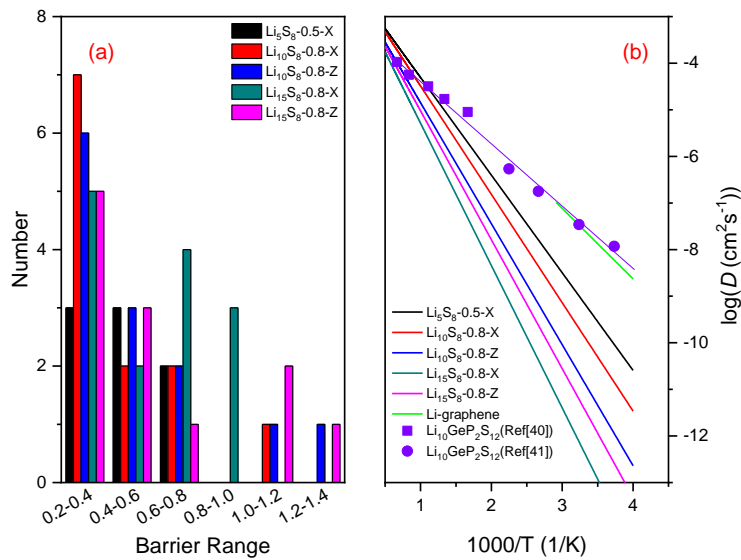 (a)
Li5S8-0.5-X
Li10S8-0.8-X
Li10S8-0.8-Z
Li15S8-0.8-X
Li15S8-0.8-Z
Number
8
6
4
2
0
0.2-0.4
0.4-0.6
0.6-0.8
0.8-1.0
1.0-1.2
1.2-1.4
Barrier Range
(b)
Li5S8-0.5-X
Li10S8-0.8-X
Li10S8-0.8-Z
Li15S8-0.8-X
Li15S8-0.8-Z
Li-graphene
Li10GeP2S12(Ref[40])
Li10GeP2S12(Ref[41])
1
2
3
4
1000/T (1/K)
-4
-6
-8
-10
-12
log(D (cm2s-1)